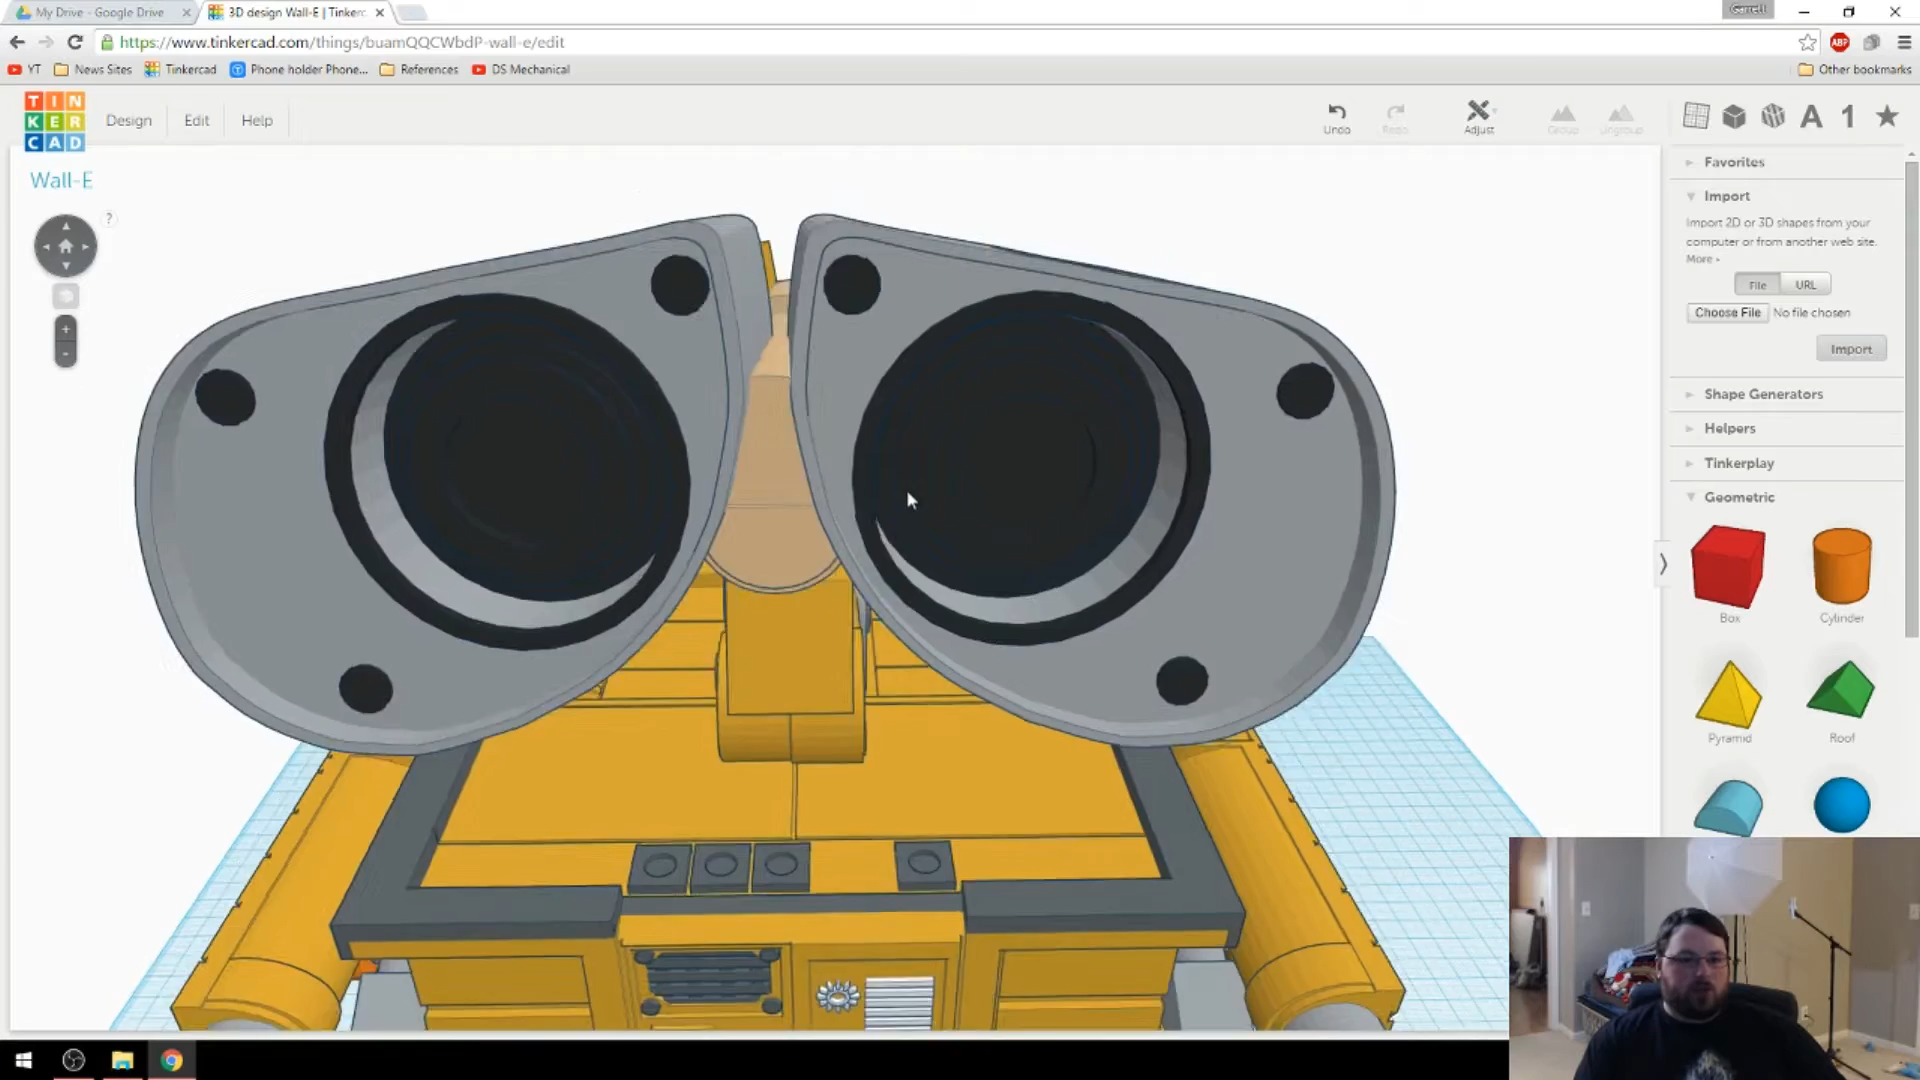 My Drive - Google Drive
3D design Wall-E | Tinker
Garrett
https://www.tinkercad.com/things/buamQQCWbdP-wall-e/edit
ABP
YT
News Sites
Tinkercad
Phone holder Phone...
References
DS Mechanical
Other bookmarks
TIN
KER
CAD
Design
Edit
Help
Undo
Redo
Adjust
Group
Ungroup
A
1
Wall-E
?
Favorites
Import
Import 2D or 3D shapes from your
computer or from another web site.
More
File
URL
Choose File
No file chosen
Import
Shape Generators
Helpers
Tinkerplay
Geometric
Box
Cylinder
Pyramid
Roof